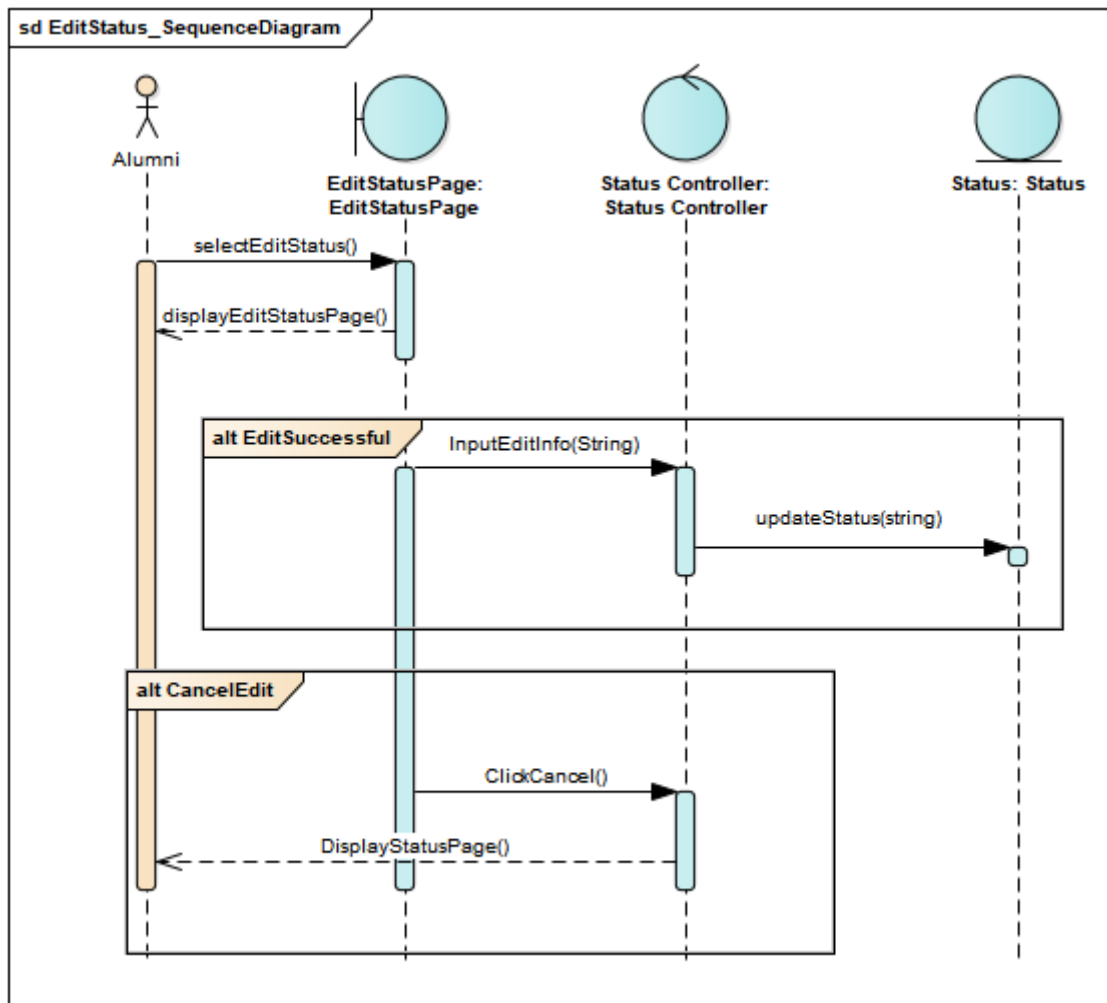 sd EditStatus_SequenceDiagram
Alumni
EditStatusPage:
EditStatusPage
Status Controller:
Status Controller
Status: Status
selectEditStatus()
displayEditStatusPage()
alt EditSuccessful
InputEditInfo(String)
updateStatus(string)
alt CancelEdit
ClickCancel()
DisplayStatusPage()